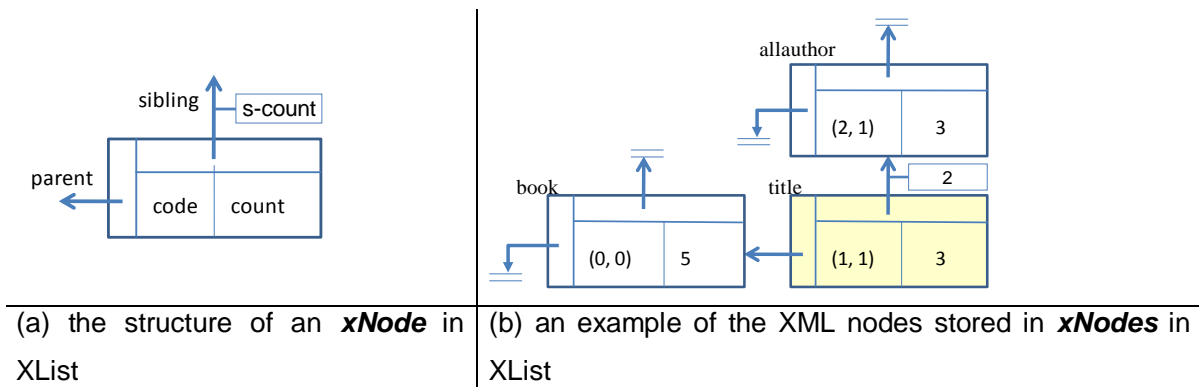 sibling
s-count
parent
code
count
(a) the structure of an xNode in
XList
allauthor
(2, 1)
3
2
book
title
(0, 0)
5
(1, 1)
3
(b) an example of the XML nodes stored in xNodes in
XList